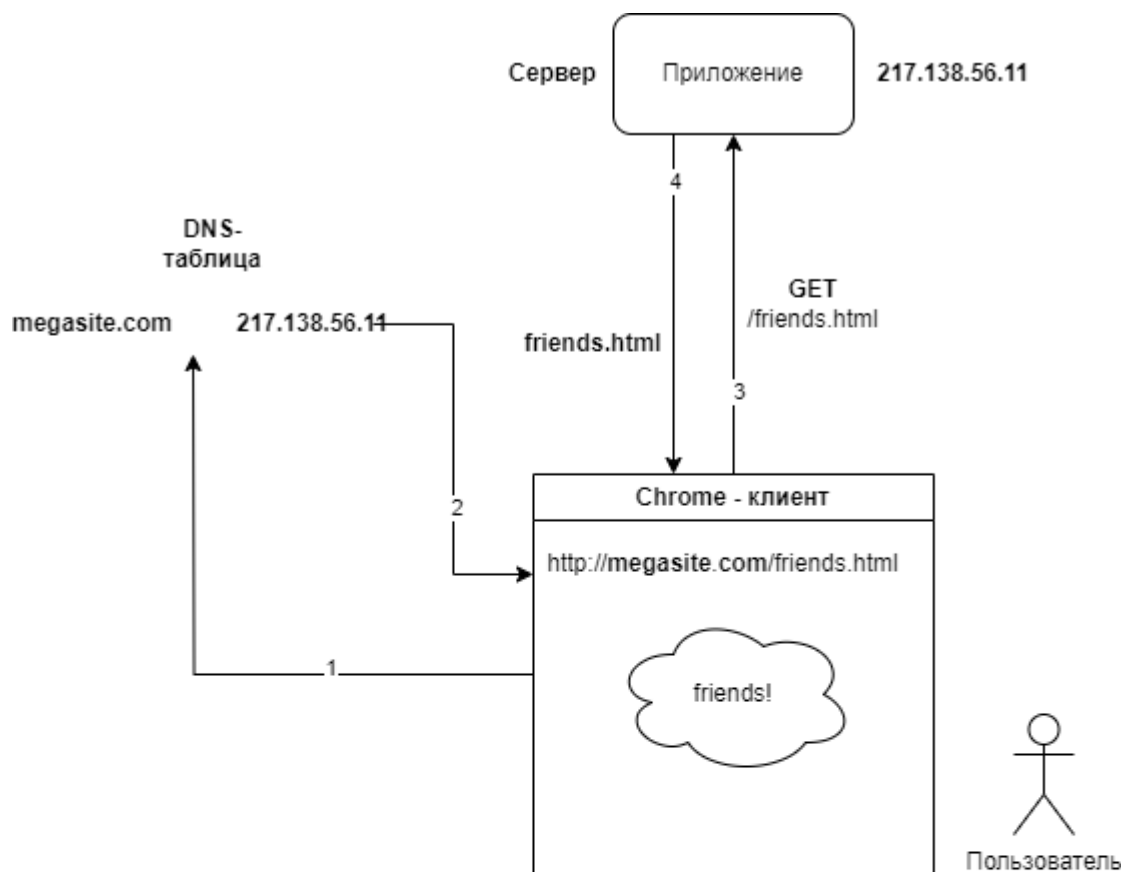 Сервер
Приложение
217.138.56.11
4
DNS-
таблица
GET
/friends.html
megasite.com
217.138.56.11
friends.html
3
Chrome - клиент
2
http://megasite.com/friends.html
1
friends!
Пользователь